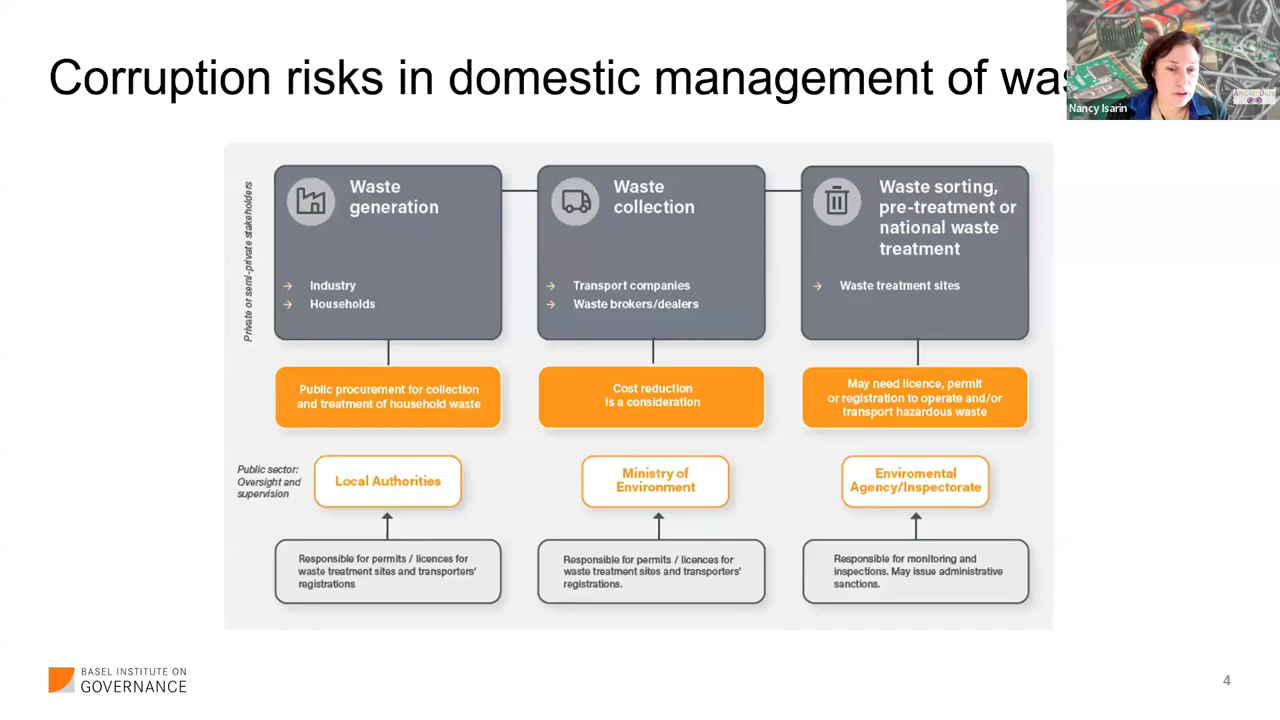 Corruption risks in domestic management of was
Nancy Isarin
AmbienDura
Private or semi-private stakeholders
Waste
generation
Industry
Households
Waste
collection
Transport companies
Waste brokers/dealers
Waste sorting,
pre-treatment or
national waste
treatment
Waste treatment sites
Public procurement for collection
and treatment of household waste
Cost reduction
is a consideration
May need licence, permit
or registration to operate and/or
transport hazardous waste
Public sector:
Oversight and
supervision
Local Authorities
Ministry of
Environment
Enviromental
Agency/Inspectorate
Responsible for permits / licences for
waste treatment sites and transporters'
registrations
Responsible for permits / licences for
waste treatment sites and transporters'
registrations.
Responsible for monitoring and
inspections. May issue administrative
sanctions.
BASEL INSTITUTE ON
GOVERNANCE
4